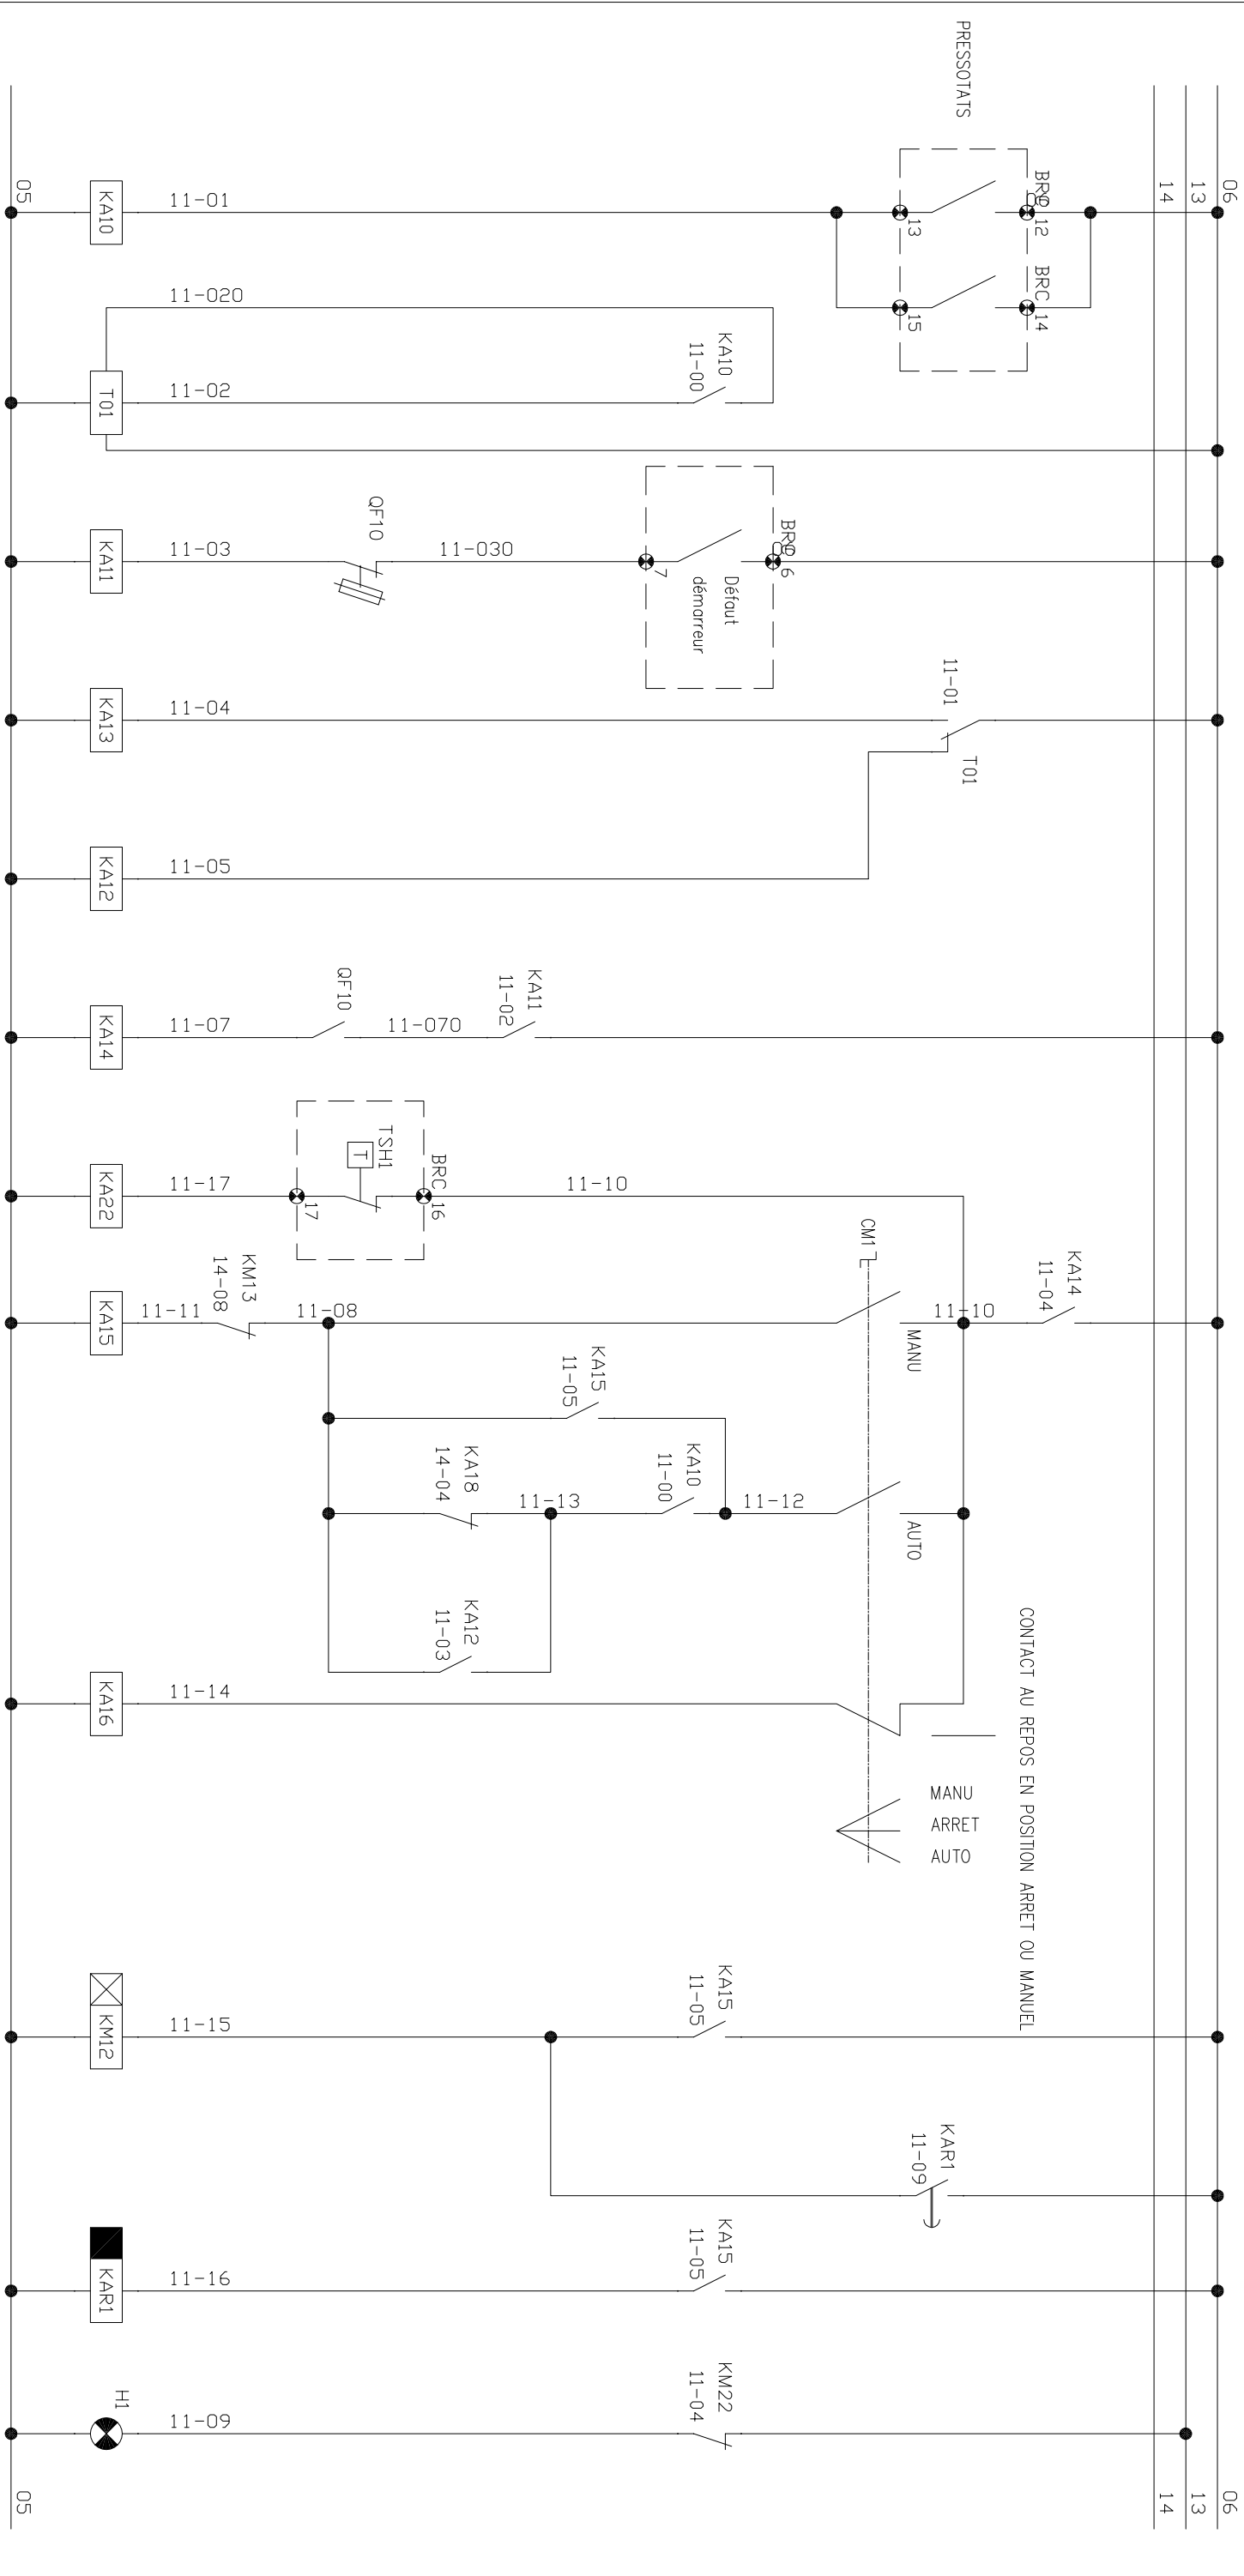 PRESSOTATS
06
13
14
BRC
12
13
BRC
14
15
11-01
KA10
05
11-020
KA10
11-00
11-02
T01
BRC
6
7
Défaut
démarreur
11-030
QF10
11-03
KA11
11-01
T01
11-04
KA13
11-05
KA12
KA11
11-02
11-070
QF10
11-07
KA14
11-10
BRC
16
TSH1
T
17
11-17
KA22
KA14
11-04
11-10
CM1
MANU
11-08
KM13
14-08
11-11
KA15
KA15
11-05
AUTO
11-12
KA10
11-00
11-13
KA18
14-04
KA12
11-03
CONTACT AU REPOS EN POSITION ARRET OU MANUEL
11-14
KA16
MANU
ARRET
AUTO
KA15
11-05
11-15
KM12
KAR1
11-09
KA15
11-05
11-16
KAR1
KM22
11-04
11-09
H1
06
13
14
05